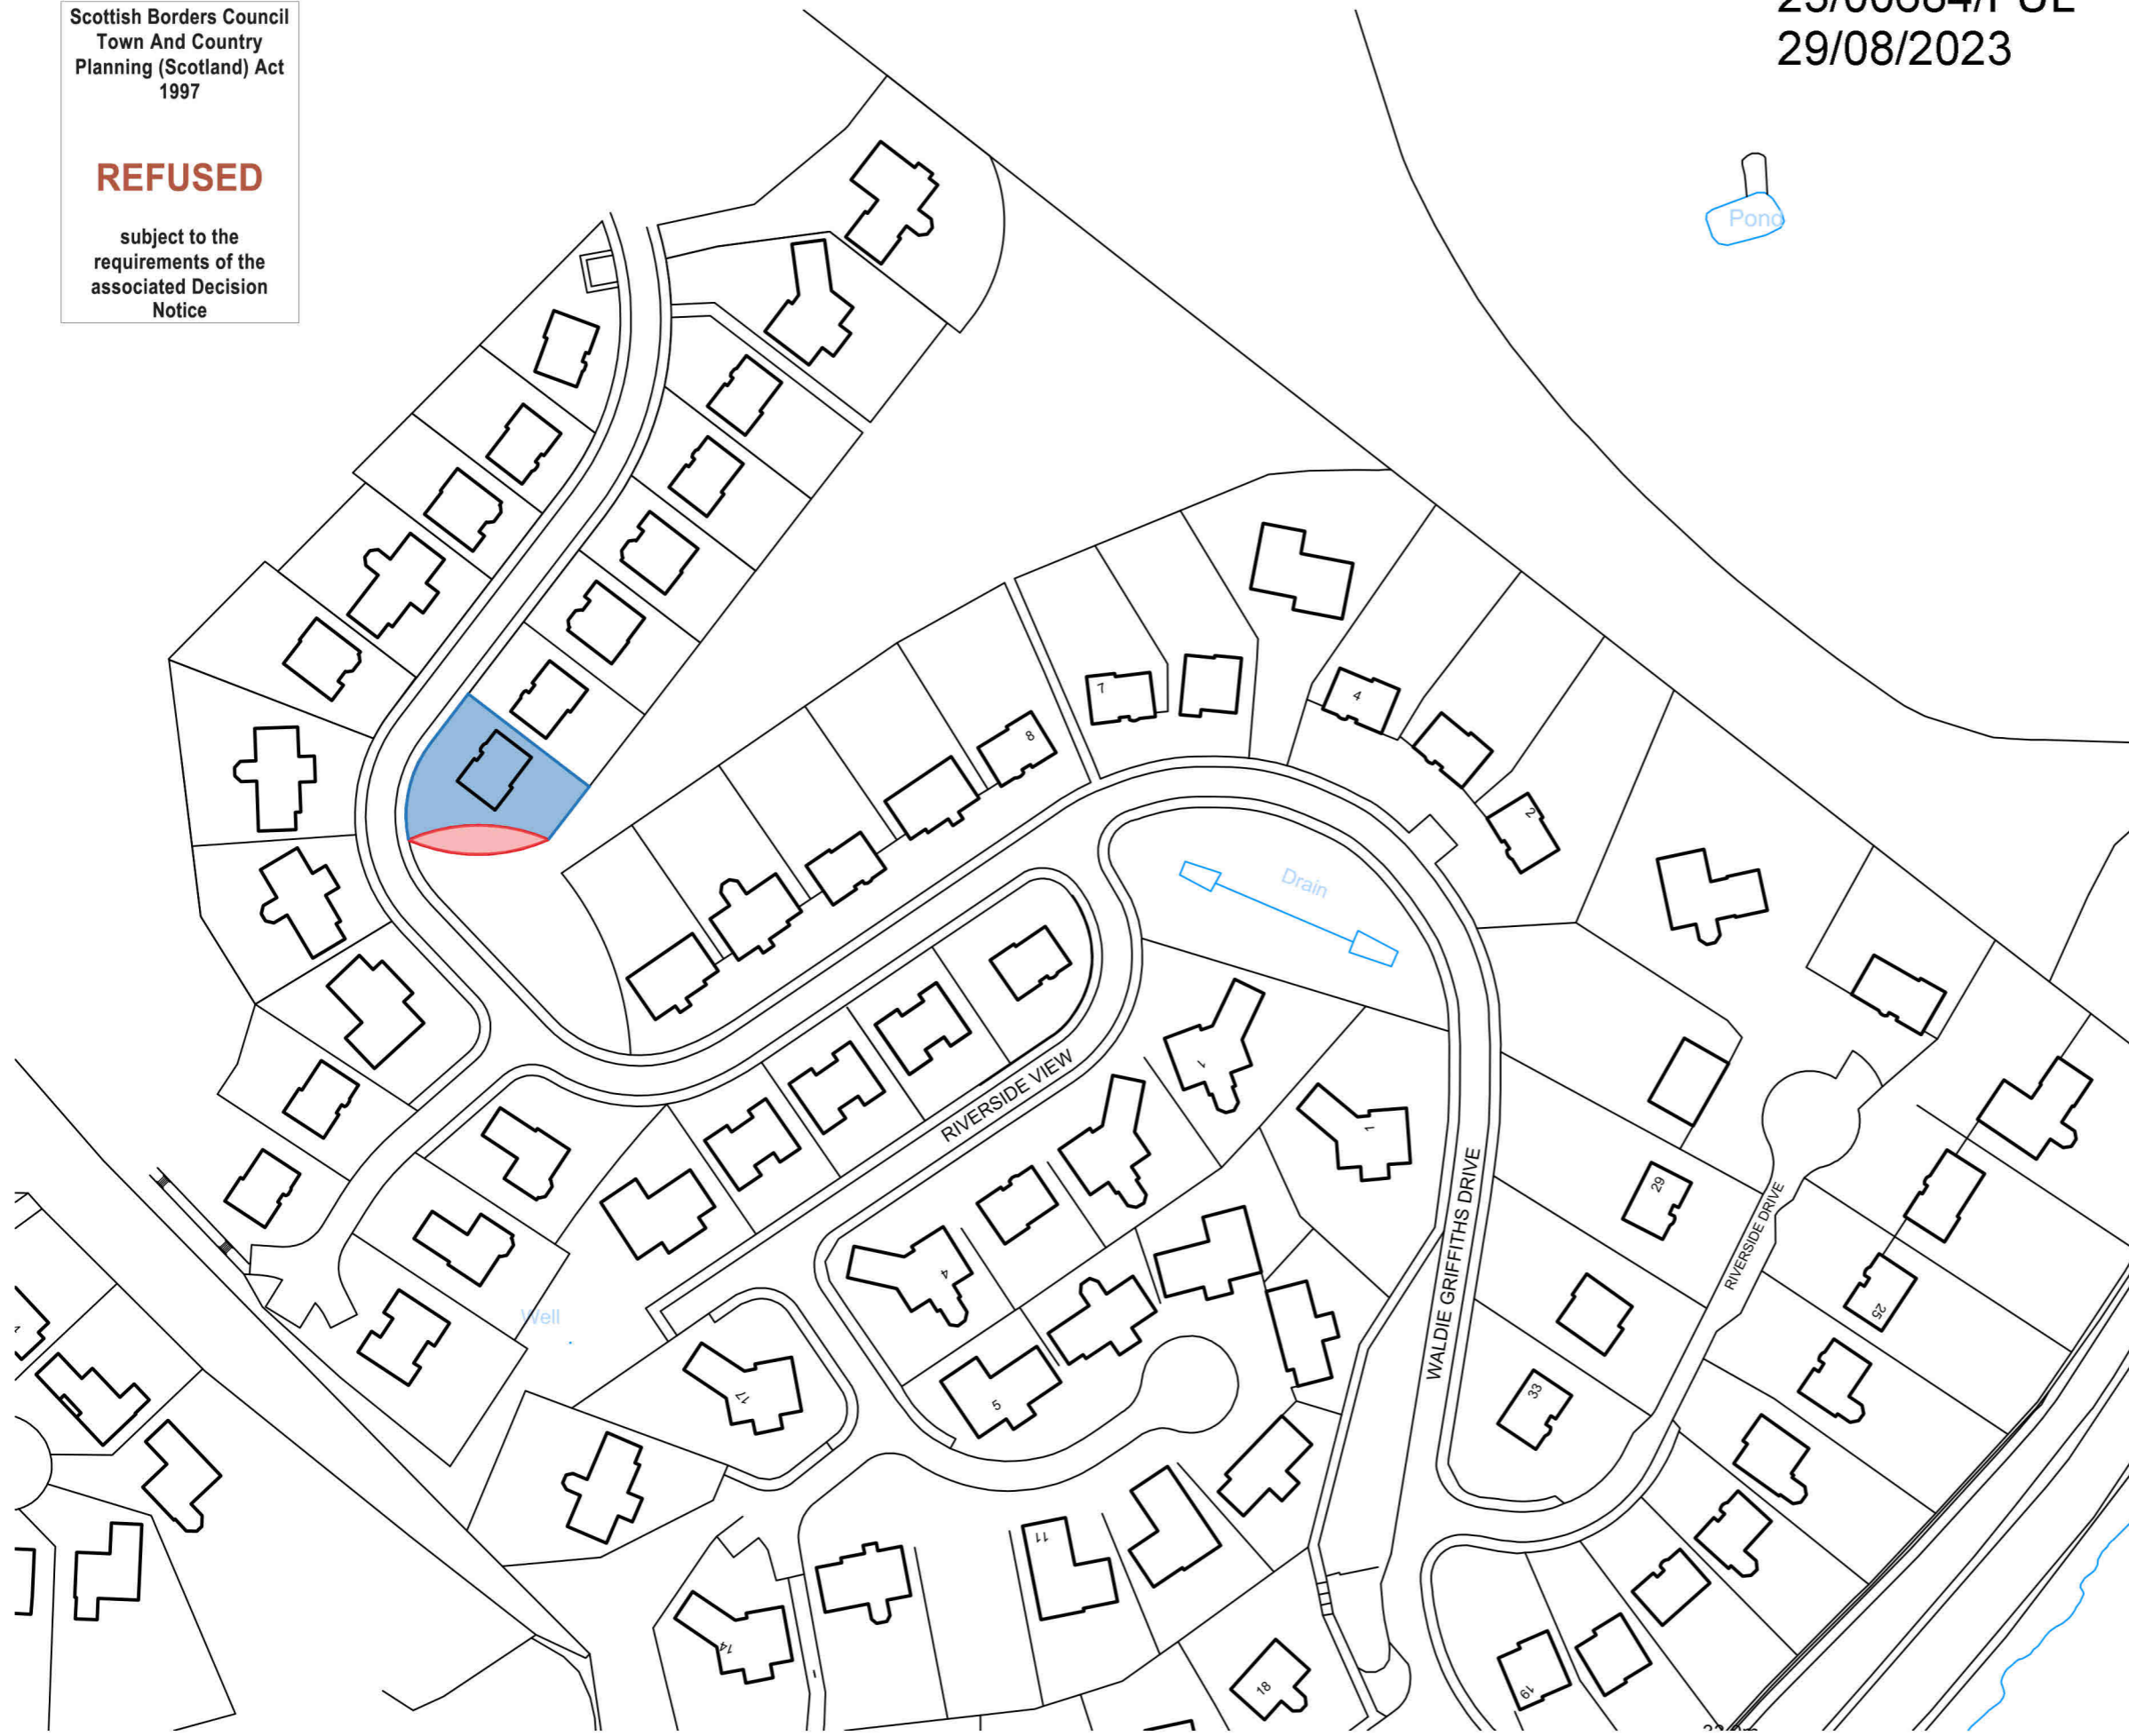 Scottish Borders Council
Town And Country
Planning (Scotland) Act
1997
REFUSED
subject to the
requirements of the
associated Decision
Notice
29/08/2023
Pond
7
8
4
2
Drain
1
RIVERSIDE VIEW
1
29
WALDIE GRIFFITHS DRIVE
RIVERSIDE DRIVE
25
4
Well
17
5
33
11
14
18
19